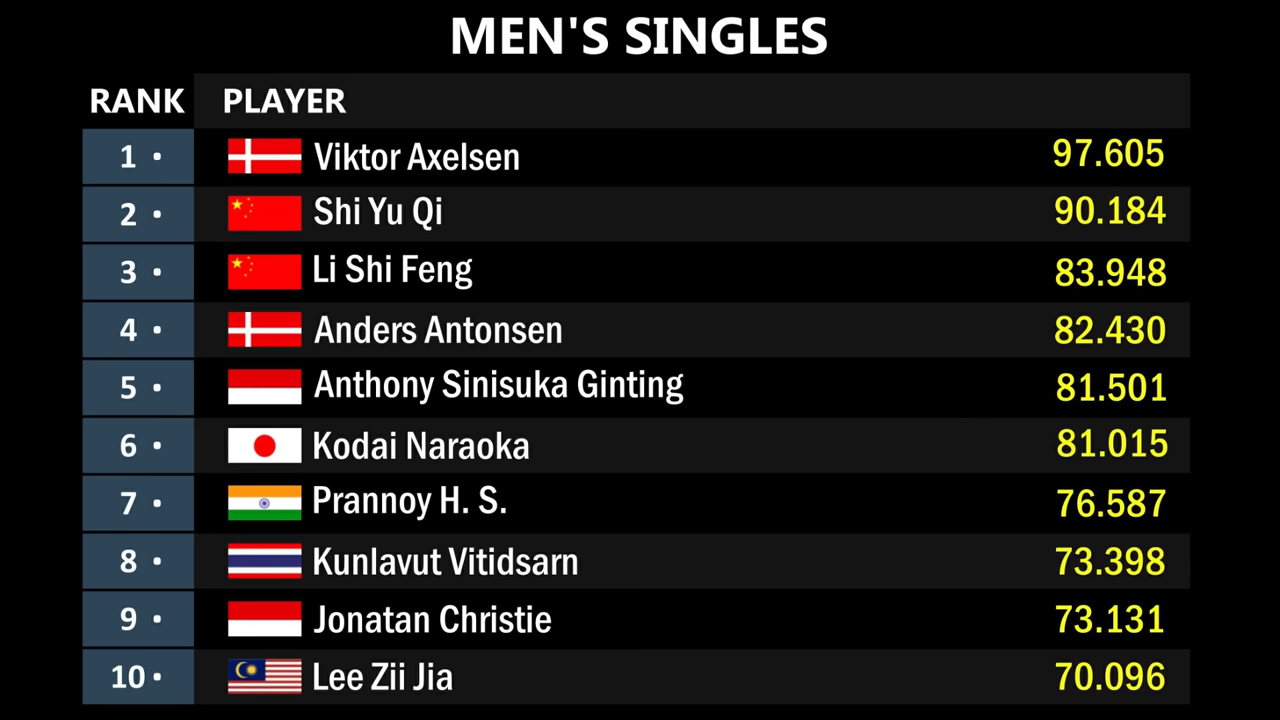 MEN'S SINGLES
RANK PLAYER
1 • Viktor Axelsen 97.605
2 • Shi Yu Qi 90.184
3 • Li Shi Feng 83.948
4 • Anders Antonsen 82.430
5 • Anthony Sinisuka Ginting 81.501
6 • Kodai Naraoka 81.015
7 • Prannoy H. S. 76.587
8 • Kunlavut Vitidsarn 73.398
9 • Jonatan Christie 73.131
10 • Lee Zii Jia 70.096